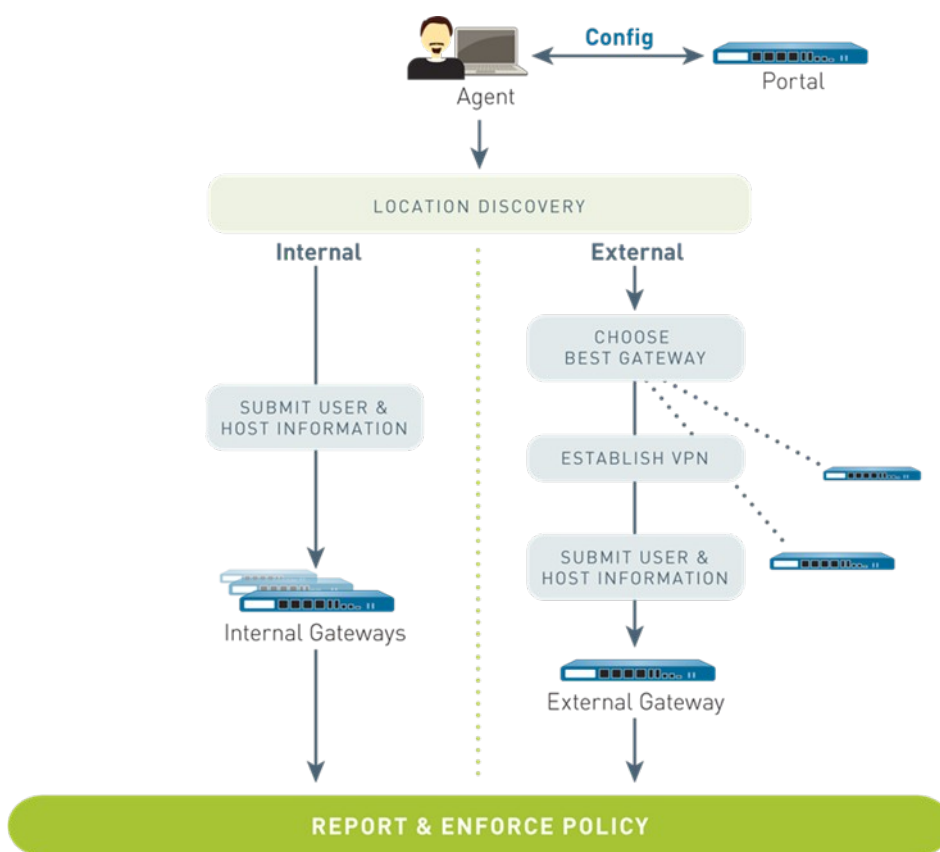 Config
Agent
Portal
LOCATION DISCOVERY
Internal
External
CHOOSE
BEST GATEWAY
SUBMIT USER &
HOST INFORMATION
ESTABLISH VPN
SUBMIT USER &
HOST INFORMATION
Internal Gateways
External Gateway
REPORT & ENFORCE POLICY